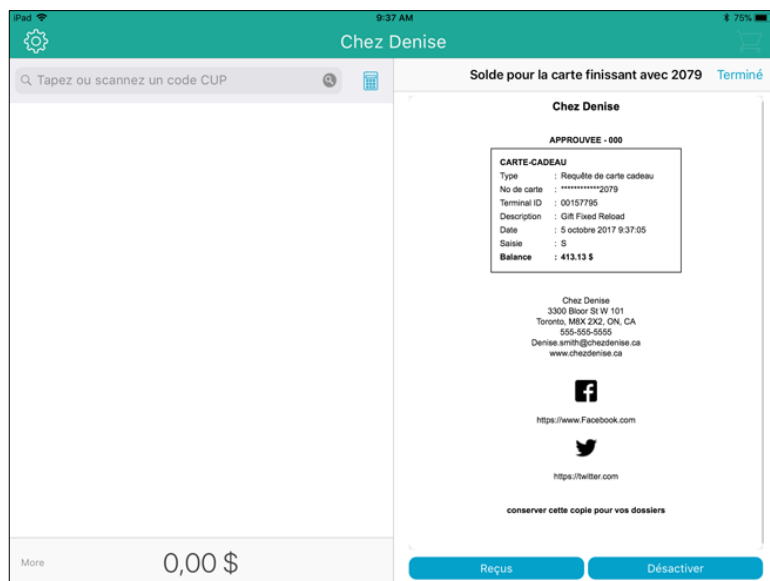 iPad
9:37 AM
75%
Chez Denise
Tapez ou scannez un code CUP
Solde pour la carte finissant avec 2079
Terminé
Chez Denise
APPROUVEE - 000
CARTE-CADEAU
Type : Requête de carte cadeau
No de carte : ************2079
Terminal ID : 00157795
Description : Gift Fixed Reload
Date : 5 octobre 2017 9:37:05
Saisie : S
Balance : 413.13 $
Chez Denise
3300 Bloor St W 101
Toronto, M8X 2X2, ON, CA
555-555-5555
Denise.smith@chezdenise.ca
www.chezdenise.ca
https://www.Facebook.com
https://twitter.com
conserver cette copie pour vos dossiers
More
0,00 $
Reçus
Désactiver